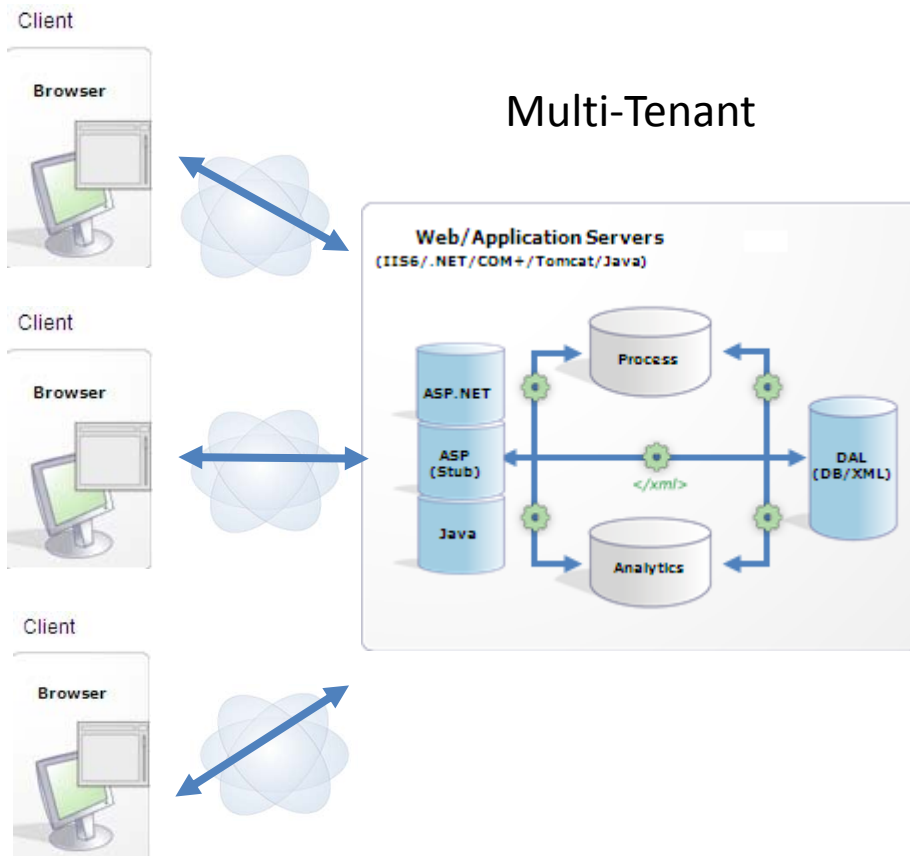 Client
Browser
Multi-Tenant
Web/Application Servers
(IIS6/.NET/COM+/Tomcat/Java)
Client
Browser
Process
ASP.NET
ASP
(Stub)
</xml>
DAL
(DB/XML)
Java
Analytics
Client
Browser